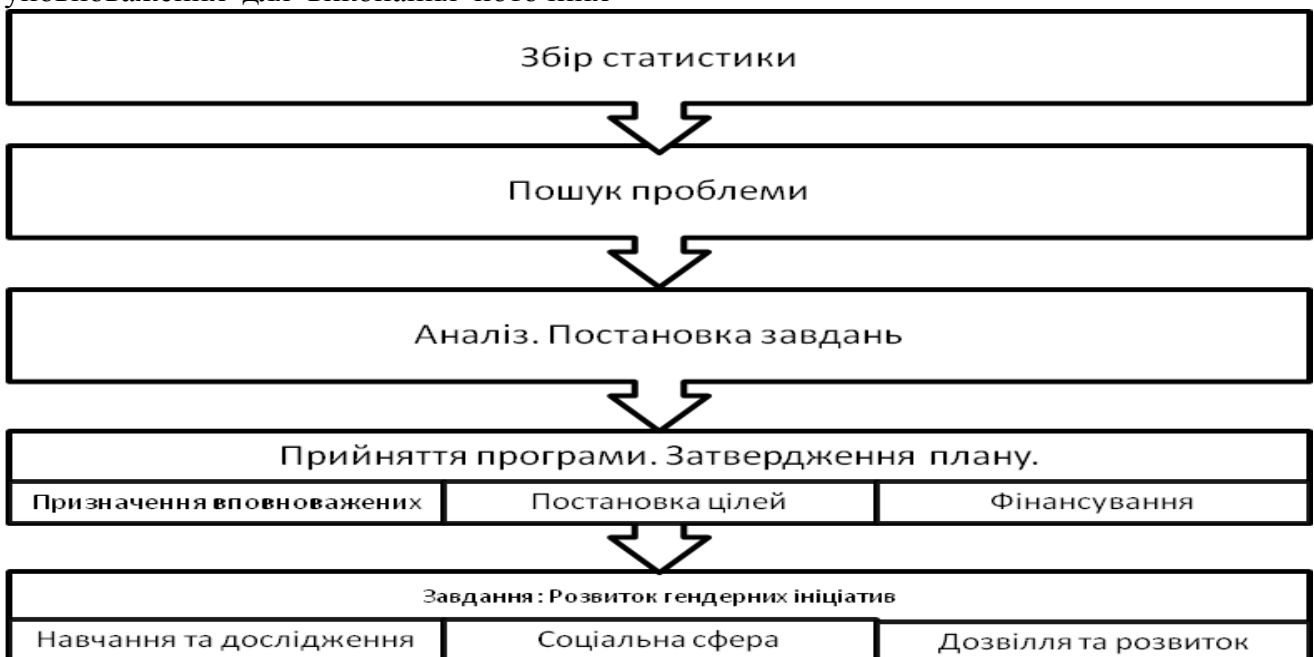 Збір статистики
Пошук проблеми
Аналіз. Постановка завдань
Прийняття програми. Затвердження плану.
Призначення вповноважених Постановка цілей Фінансування
Завдання : Розвиток гендерних ініціатив
Навчання та дослідження Соціальна сфера Дозвілля та розвиток